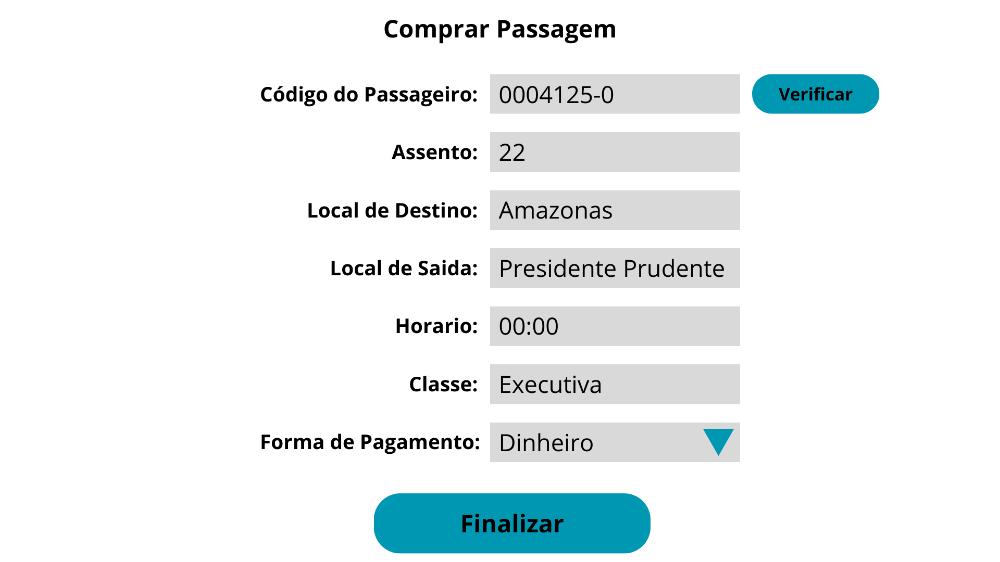 Comprar Passagem
Código do Passageiro: 0004125-0 Verificar
Assento: 22
Local de Destino: Amazonas
Local de Saida: Presidente Prudente
Horario: 00:00
Classe: Executiva
Forma de Pagamento: Dinheiro
Finalizar